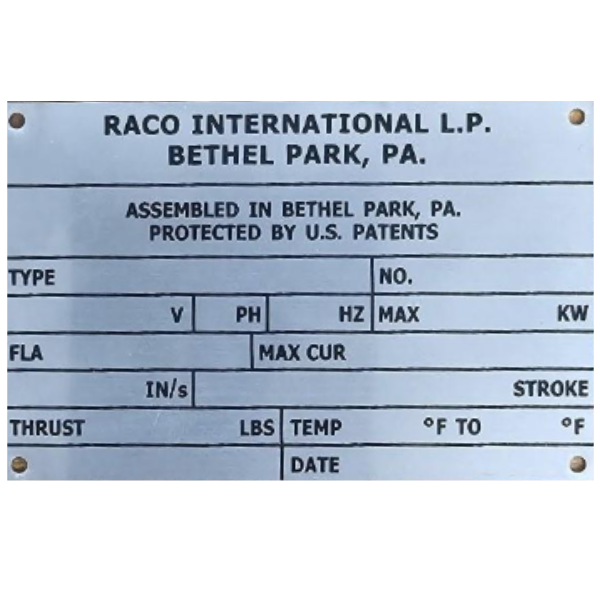 RACO INTERNATIONAL L.P.
BETHEL PARK, PA.
ASSEMBLED IN BETHEL PARK, PA.
PROTECTED BY U.S. PATENTS
TYPE NO.
V PH HZ MAX KW
FLA MAX CUR
IN/s STROKE
THRUST LBS TEMP °F TO °F
DATE